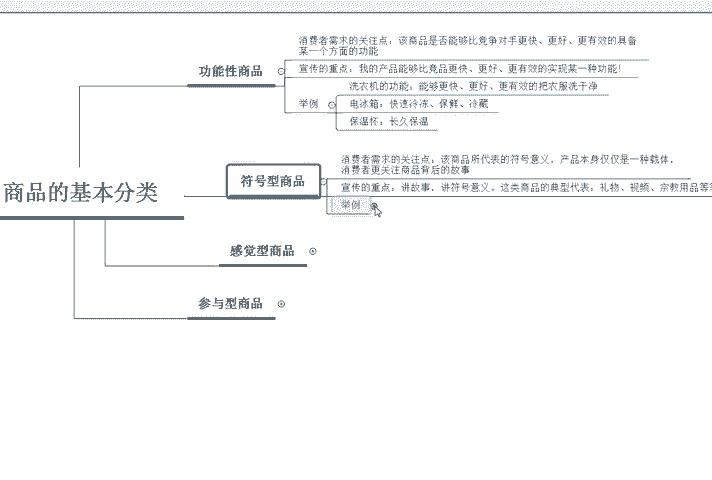 功能性商品
消费者需求的关注点：该商品是否能够比竞争对手更快、更好、更有效的具备
某一个方面的功能
宣传的重点：我的产品能够比竞品更快、更好、更有效的实现某一种功能！
举例
洗衣机的功能：能够更快、更好、更有效的把衣服洗干净
电冰箱：快速冷冻、保鲜、冷藏
保温杯：长久保温
商品的基本分类
符号型商品
消费者需求的关注点：该商品所代表的符号意义，产品本身仅仅是一种载体，
消费者更关注商品背后的故事
宣传的重点：讲故事，讲符号意义。这类商品的典型代表：礼物、视频、宗教用品等等
举例
感觉型商品
参与型商品